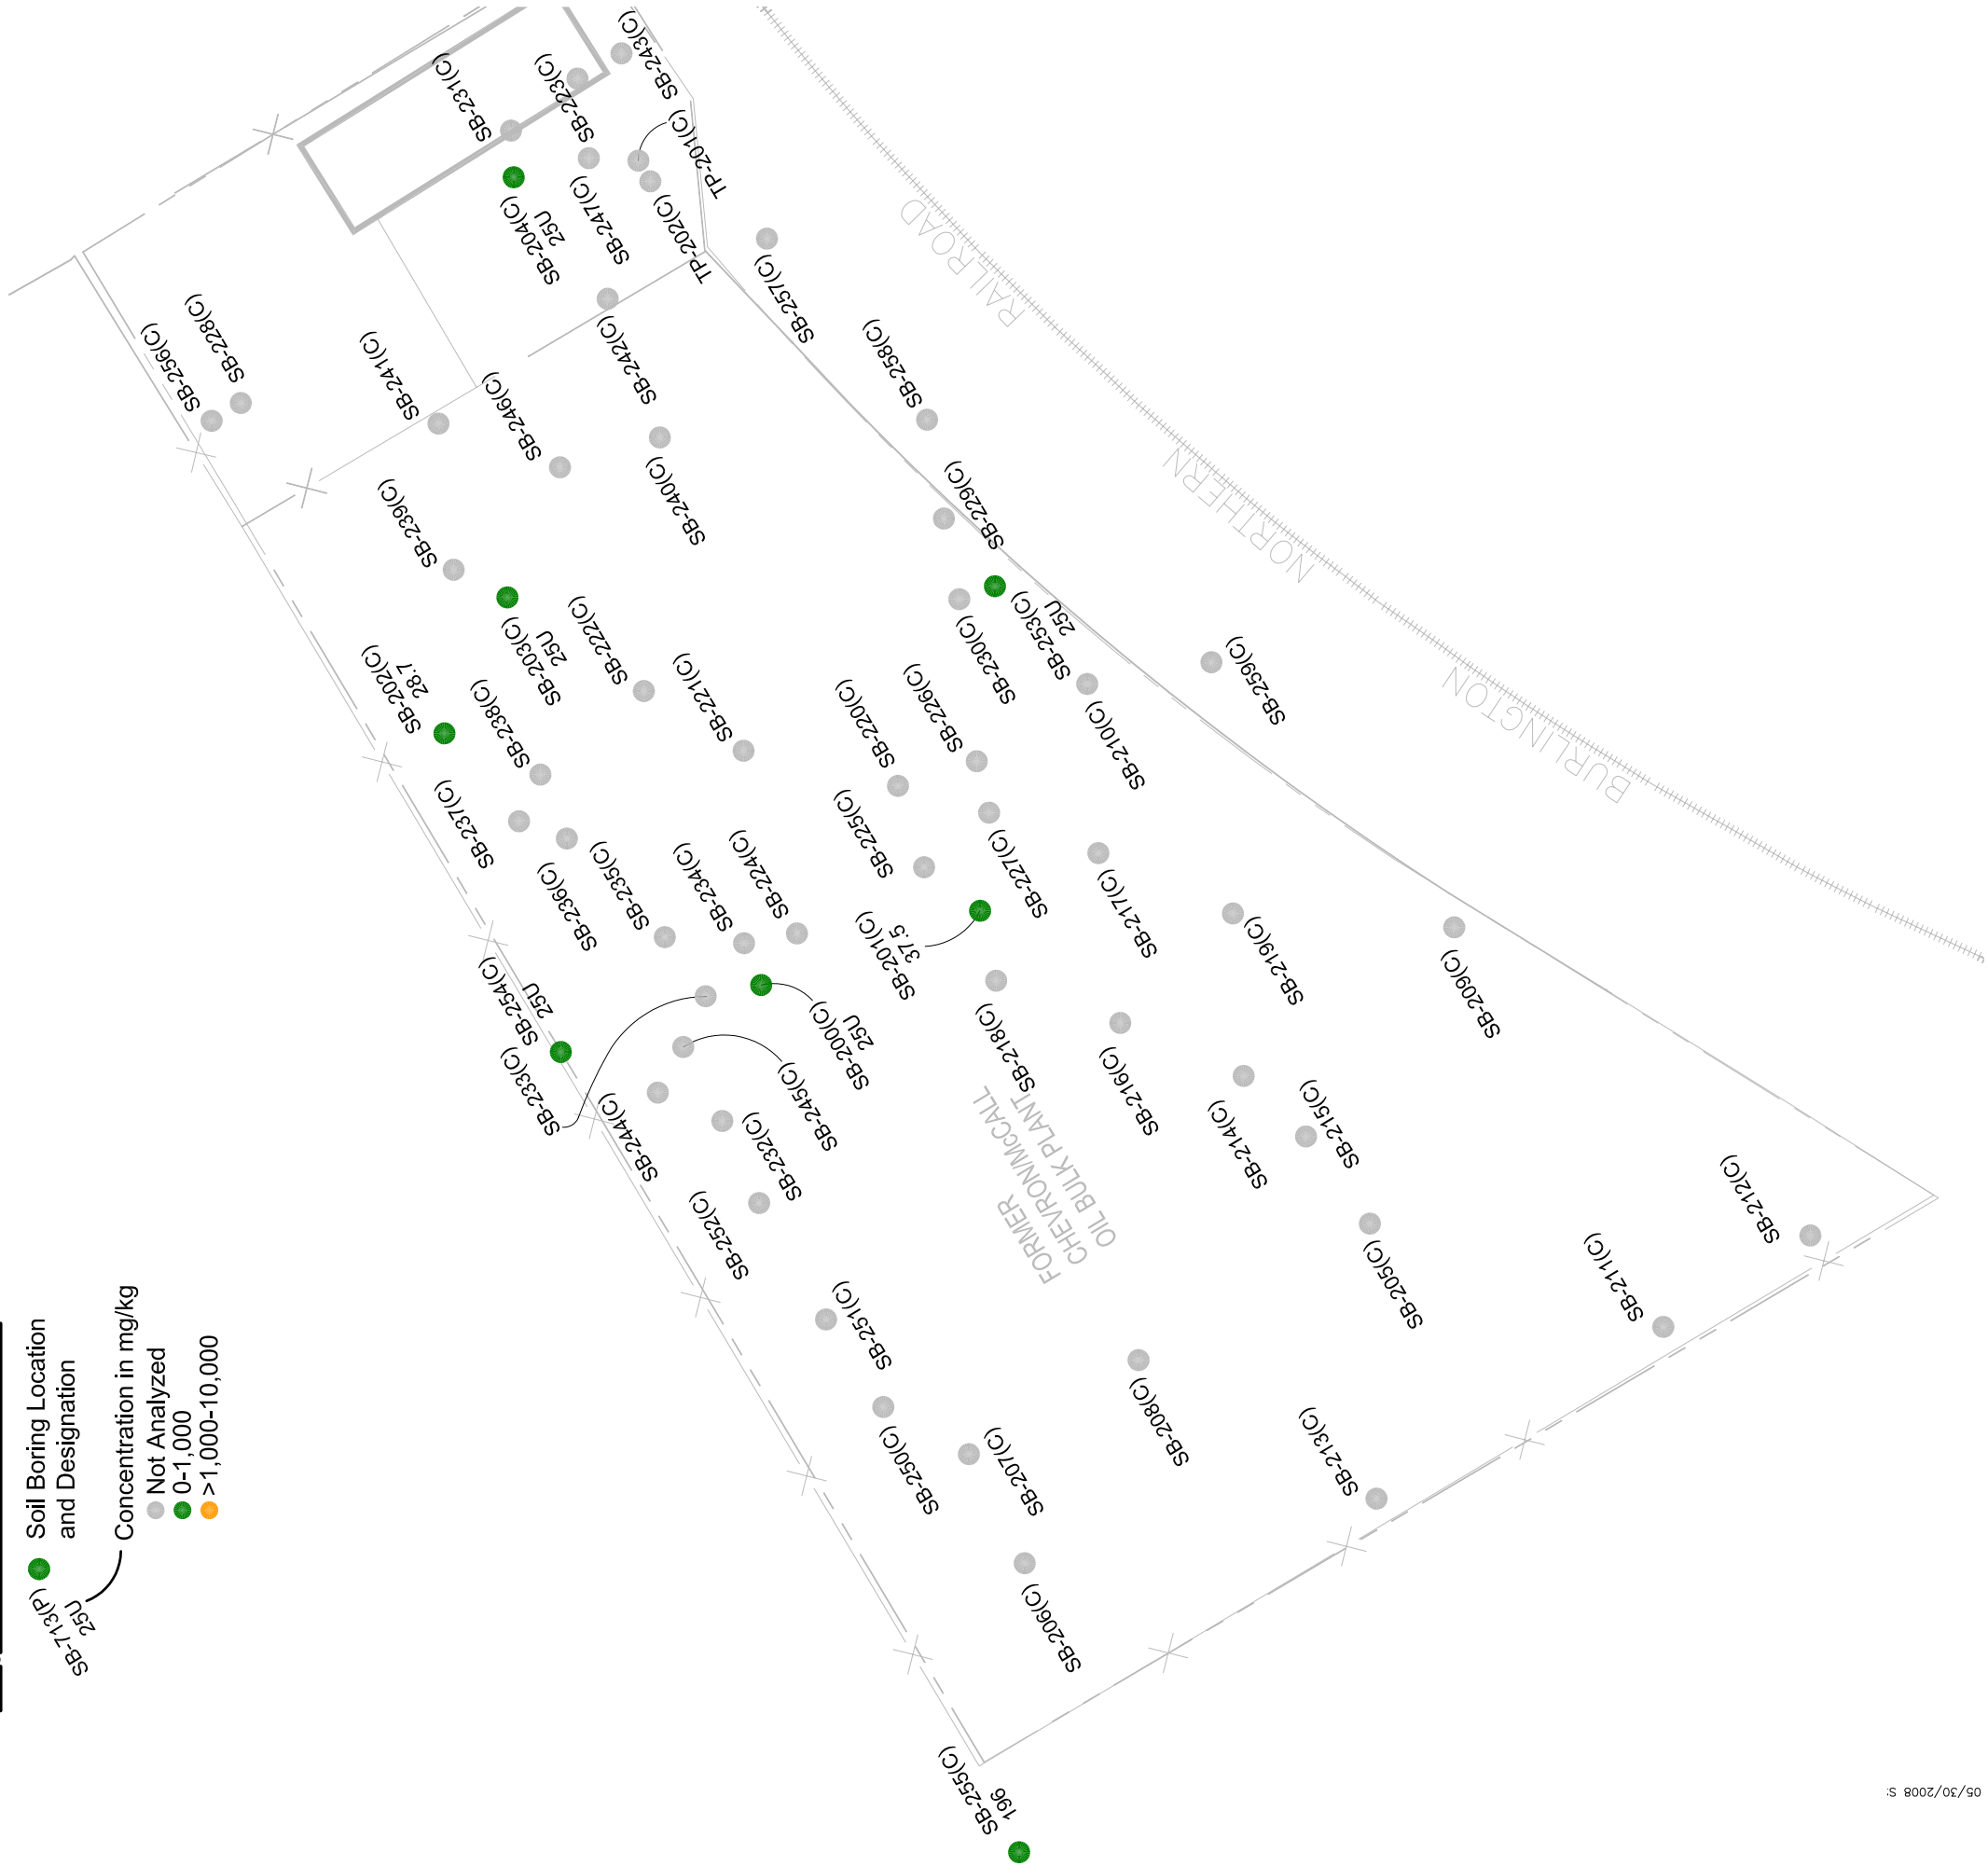 Soil Boring Location
and Designation
SB-713(P)
25U
Concentration in mg/kg
Not Analyzed
0-1,000
>1,000-10,000
SB-243(C)
SB-223(C)
SB-231(C)
TP-201(C)
SB-204(C)
25U
SB-247(C)
TP-202(C)
SB-257(C)
RAILROAD
SB-256(C)
SB-228(C)
SB-241(C)
SB-242(C)
SB-246(C)
SB-258(C)
SB-240(C)
SB-239(C)
SB-229(C)
NORTHERN
SB-203(C)
25U
SB-222(C)
SB-253(C)
25U
SB-230(C)
SB-202(C)
28.7
SB-238(C)
SB-221(C)
SB-220(C)
SB-226(C)
SB-210(C)
SB-259(C)
BURLINGTON
SB-237(C)
SB-236(C)
SB-235(C)
SB-234(C)
SB-224(C)
SB-225(C)
SB-227(C)
SB-217(C)
SB-201(C)
37.5
SB-219(C)
SB-209(C)
SB-254(C)
25U
SB-233(C)
SB-200(C)
25U
SB-218(C)
SB-244(C)
SB-245(C)
SB-232(C)
SB-216(C)
SB-214(C)
SB-215(C)
FORMER
CHEVRON/McCALL
OIL BULK PLANT
SB-252(C)
SB-251(C)
SB-205(C)
SB-212(C)
SB-211(C)
SB-250(C)
SB-207(C)
SB-208(C)
SB-213(C)
SB-206(C)
SB-255(C)
196
05/30/2008 S: